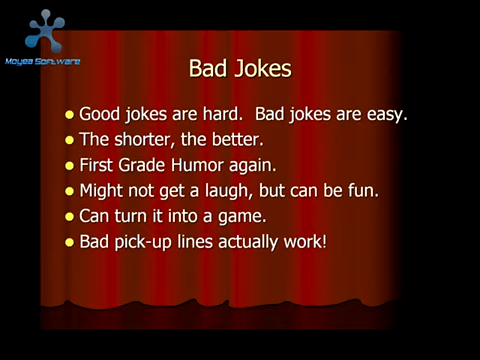 Moyea Software
Bad Jokes
Good jokes are hard. Bad jokes are easy.
The shorter, the better.
First Grade Humor again.
Might not get a laugh, but can be fun.
Can turn it into a game.
Bad pick-up lines actually work!